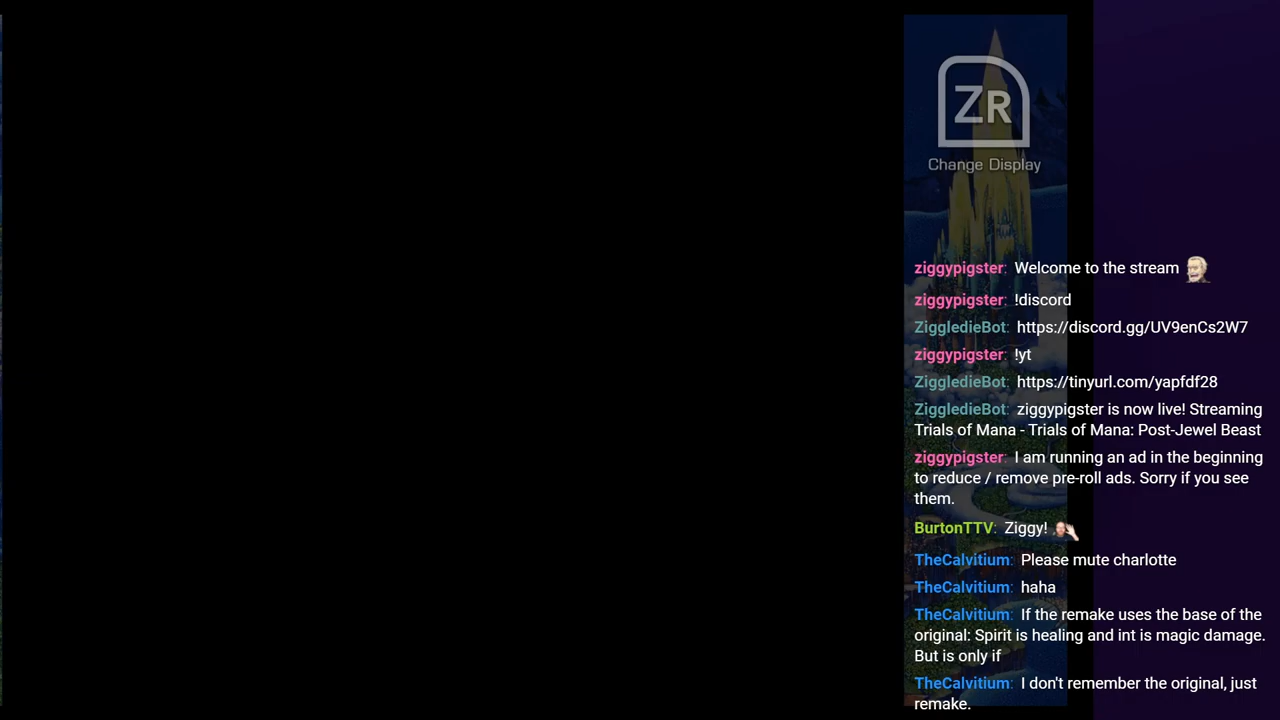 ZR
Change Display
ziggypigster: Welcome to the stream
ziggypigster: !discord
ZiggledieBot: https://discord.gg/UV9enCs2W7
ziggypigster: !yt
ZiggledieBot: https://tinyurl.com/yapfdf28
ZiggledieBot: ziggypigster is now live! Streaming
Trials of Mana - Trials of Mana: Post-Jewel Beast
ziggypigster: I am running an ad in the beginning
to reduce / remove pre-roll ads. Sorry if you see
them.
BurtonTTV: Ziggy!
TheCalvitium: Please mute charlotte
TheCalvitium: haha
TheCalvitium: If the remake uses the base of the
original: Spirit is healing and int is magic damage.
But is only if
TheCalvitium: I don't remember the original, just
remake.